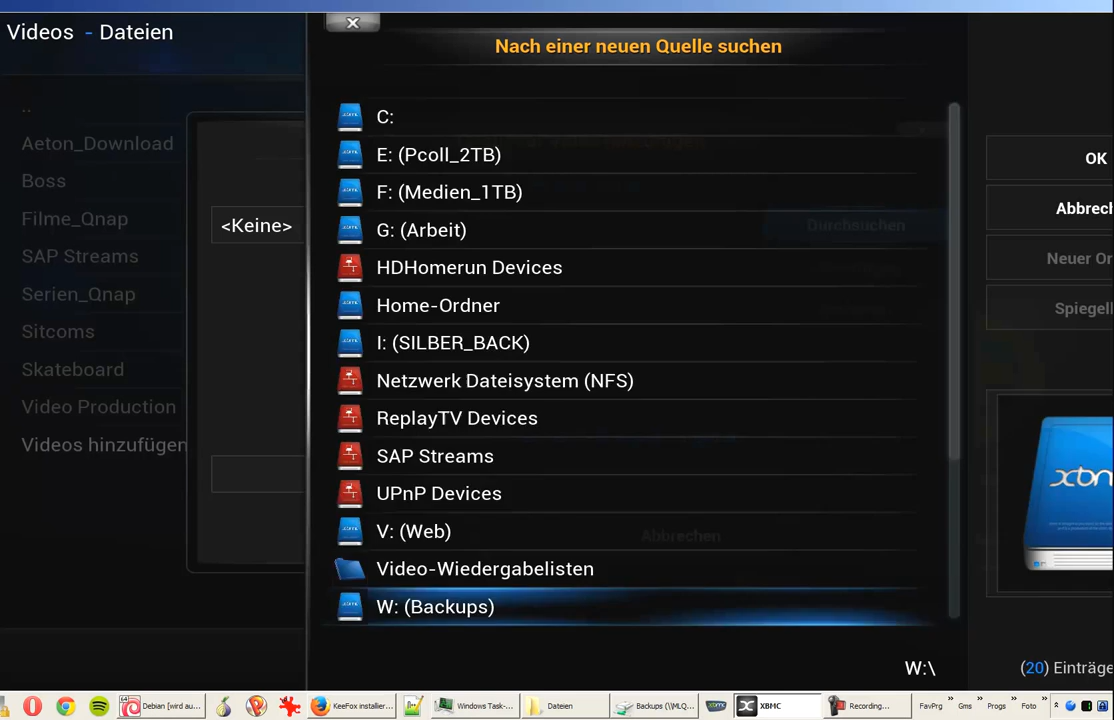 Videos - Dateien
Nach einer neuen Quelle suchen
..
Aeton_Download
Boss
Filme_Qnap
SAP Streams
Serien_Qnap
Sitcoms
Skateboard
Video Production
Videos hinzufügen
<Keine>
C:
E: (Pcoll_2TB)
F: (Medien_1TB)
G: (Arbeit)
HDHomerun Devices
Home-Ordner
I: (SILBER_BACK)
Netzwerk Dateisystem (NFS)
ReplayTV Devices
SAP Streams
UPnP Devices
V: (Web)
Video-Wiedergabelisten
W: (Backups)
Durchsuchen
Abbrechen
OK
Abbrech
Neuer Or
Spiegell
xbm
W:\
(20) Einträge
Debian [wird au...
KeeFox installier...
Windows Task-...
Dateien
Backups (\\MLQ...
XBMC
Recording...
FavPrg
Gms
Progs
Foto